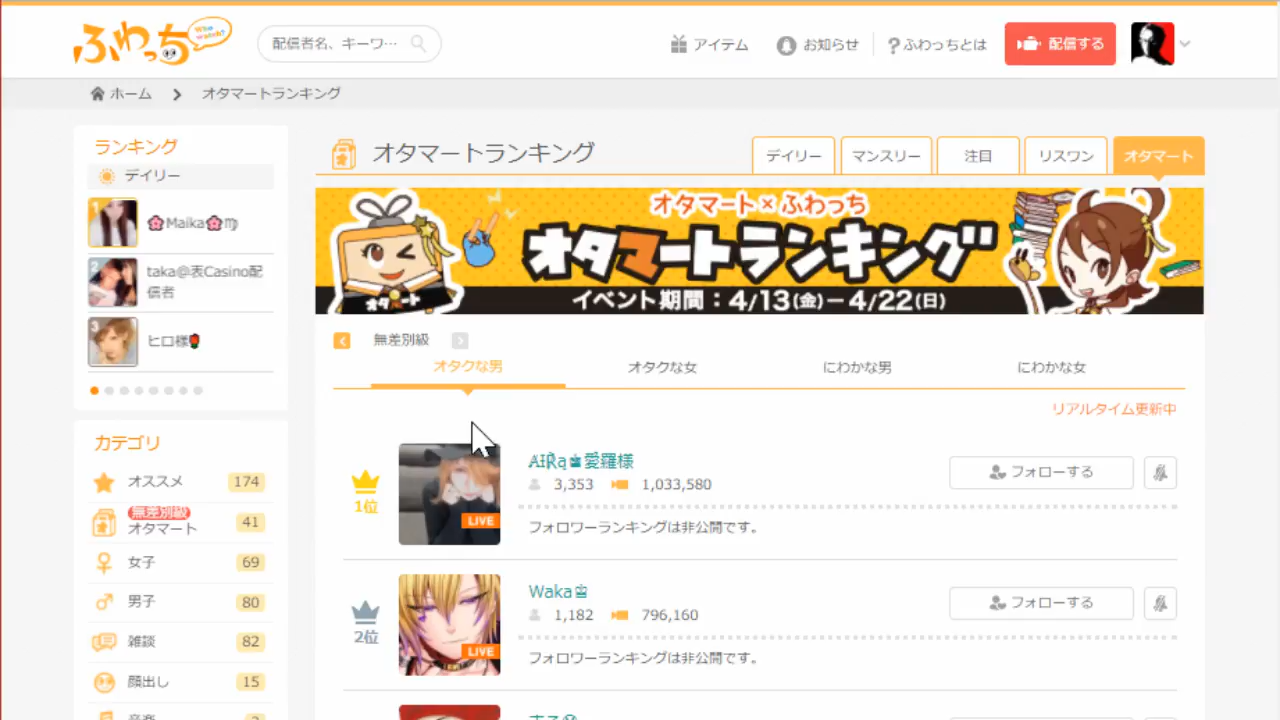 ふわっち
Who watch?
配信者名、キーワ…
アイテム
お知らせ
?ふわっちとは
配信する
ホーム
オタマートランキング
ランキング
デイリー
1
🌸Maika🌸♍
2
taka@表Casino配
信者
3
ヒロ様🌹
カテゴリ
オススメ
174
無差別級
オタマート
41
女子
69
男子
80
雑談
82
顔出し
15
オタマートランキング
デイリー
マンスリー
注目
リスワン
オタマート
オタマート×ふわっち
オタマートランキング
イベント期間：4/13(金)－4/22(日)
オタマート
無差別級
オタクな男
オタクな女
にわかな男
にわかな女
リアルタイム更新中
1位
LIVE
愛羅様
3,353
1,033,580
フォローする
フォロワーランキングは非公開です。
2位
LIVE
Waka♕
1,182
796,160
フォローする
フォロワーランキングは非公開です。